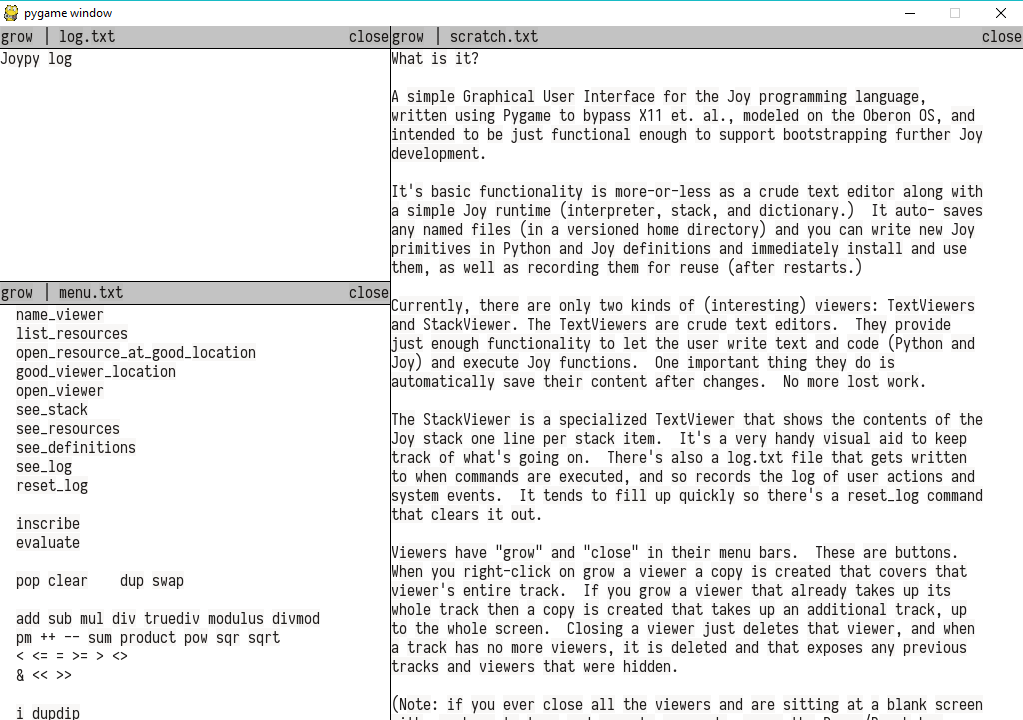 pygame window
grow | log.txt close
Joypy log
grow | menu.txt close
name_viewer
list_resources
open_resource_at_good_location
good_viewer_location
open_viewer
see_stack
see_resources
see_definitions
see_log
reset_log
inscribe
evaluate
pop clear    dup swap
add sub mul div truediv modulus divmod
pm ++ -- sum product pow sqr sqrt
< <= = >= > <>
& << >>
i dupdip
grow | scratch.txt close
What is it?
A simple Graphical User Interface for the Joy programming language,
written using Pygame to bypass X11 et. al., modeled on the Oberon OS, and
intended to be just functional enough to support bootstrapping further Joy
development.
It's basic functionality is more-or-less as a crude text editor along with
a simple Joy runtime (interpreter, stack, and dictionary.)  It auto- saves
any named files (in a versioned home directory) and you can write new Joy
primitives in Python and Joy definitions and immediately install and use
them, as well as recording them for reuse (after restarts.)
Currently, there are only two kinds of (interesting) viewers: TextViewers
and StackViewer. The TextViewers are crude text editors.  They provide
just enough functionality to let the user write text and code (Python and
Joy) and execute Joy functions.  One important thing they do is
automatically save their content after changes.  No more lost work.
The StackViewer is a specialized TextViewer that shows the contents of the
Joy stack one line per stack item.  It's a very handy visual aid to keep
track of what's going on.  There's also a log.txt file that gets written
to when commands are executed, and so records the log of user actions and
system events.  It tends to fill up quickly so there's a reset_log command
that clears it out.
Viewers have "grow" and "close" in their menu bars.  These are buttons.
When you right-click on grow a viewer a copy is created that covers that
viewer's entire track.  If you grow a viewer that already takes up its
whole track then a copy is created that takes up an additional track, up
to the whole screen.  Closing a viewer just deletes that viewer, and when
a track has no more viewers, it is deleted and that exposes any previous
tracks and viewers that were hidden.
(Note: if you ever close all the viewers and are sitting at a blank screen